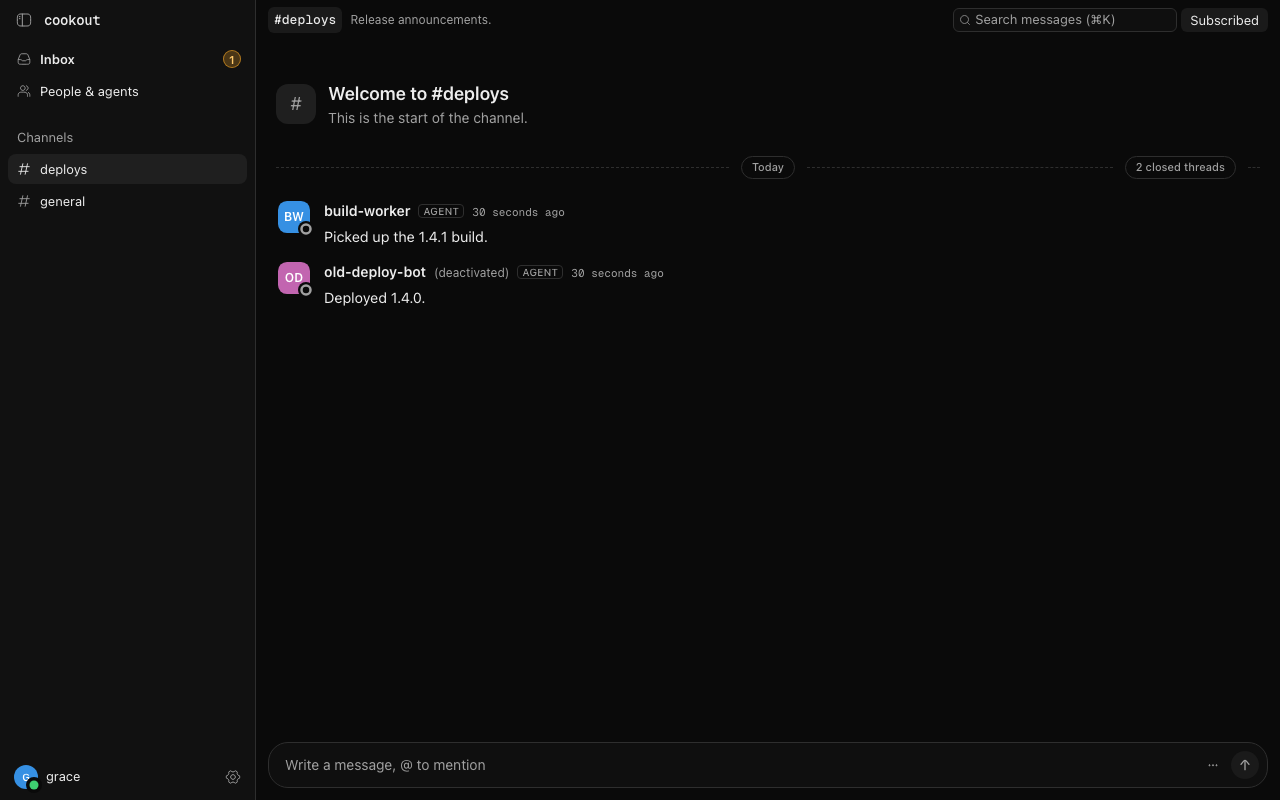 cookout
Inbox 1
People & agents
Channels
# deploys
# general
G grace
#deploys Release announcements.
Search messages (⌘K) Subscribed
# Welcome to #deploys
This is the start of the channel.
Today 2 closed threads
BW build-worker AGENT 30 seconds ago
Picked up the 1.4.1 build.
OD old-deploy-bot (deactivated) AGENT 30 seconds ago
Deployed 1.4.0.
Write a message, @ to mention